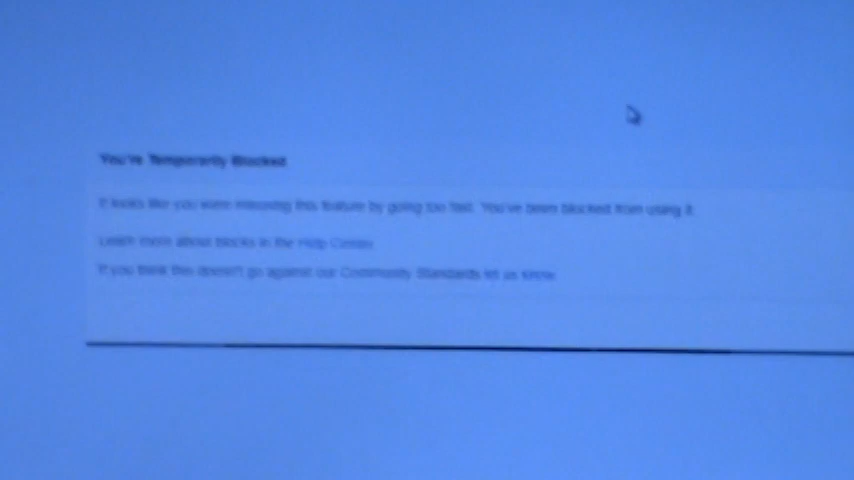 You're Temporarily Blocked
It looks like you were misusing this feature by going too fast. You've been blocked from using it.
Learn more about blocks in the Help Center.
If you think this doesn't go against our Community Standards let us know.